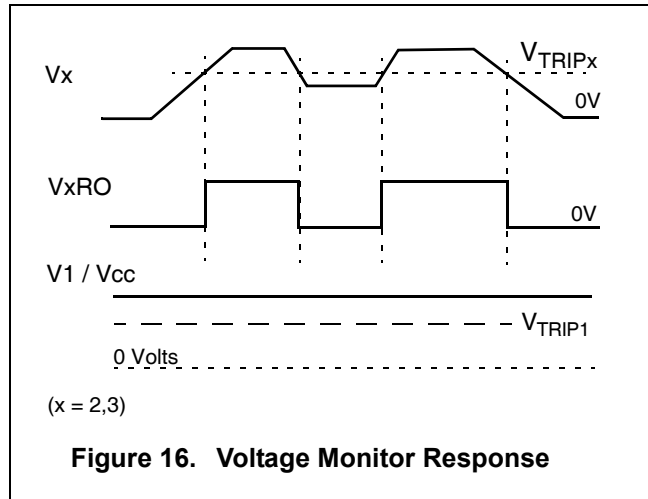 Vx
VTRIPx
0V
VxRO
0V
V1 / Vcc
VTRIP1
0 Volts
(x = 2,3)
Figure 16. Voltage Monitor Response